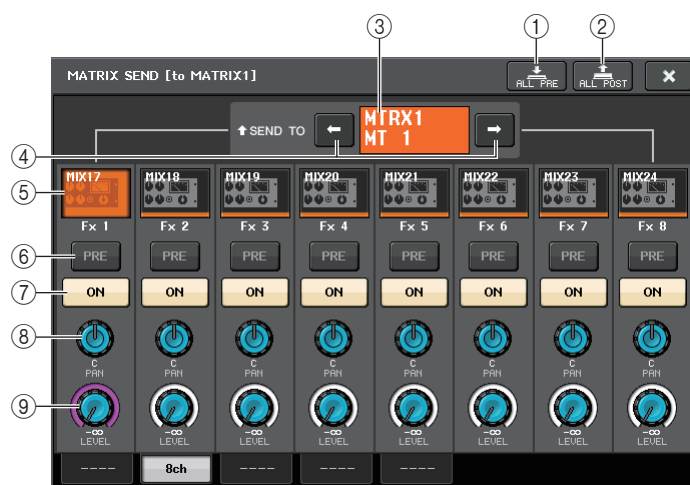 ① ②
③
MATRIX SEND [to MATRIX1] ALL PRE ALL POST ×
SEND TO MTRX1
MT 1
④
⑤ MIX17 MIX18 MIX19 MIX20 MIX21 MIX22 MIX23 MIX24
Fx 1 Fx 2 Fx 3 Fx 4 Fx 5 Fx 6 Fx 7 Fx 8
⑥ PRE PRE PRE PRE PRE PRE PRE PRE
⑦ ON ON ON ON ON ON ON ON
⑧
C C C C C C C C
PAN PAN PAN PAN PAN PAN PAN PAN
⑨
-∞ -∞ -∞ -∞ -∞ -∞ -∞ -∞
LEVEL LEVEL LEVEL LEVEL LEVEL LEVEL LEVEL LEVEL
---- 8ch ---- ---- ----